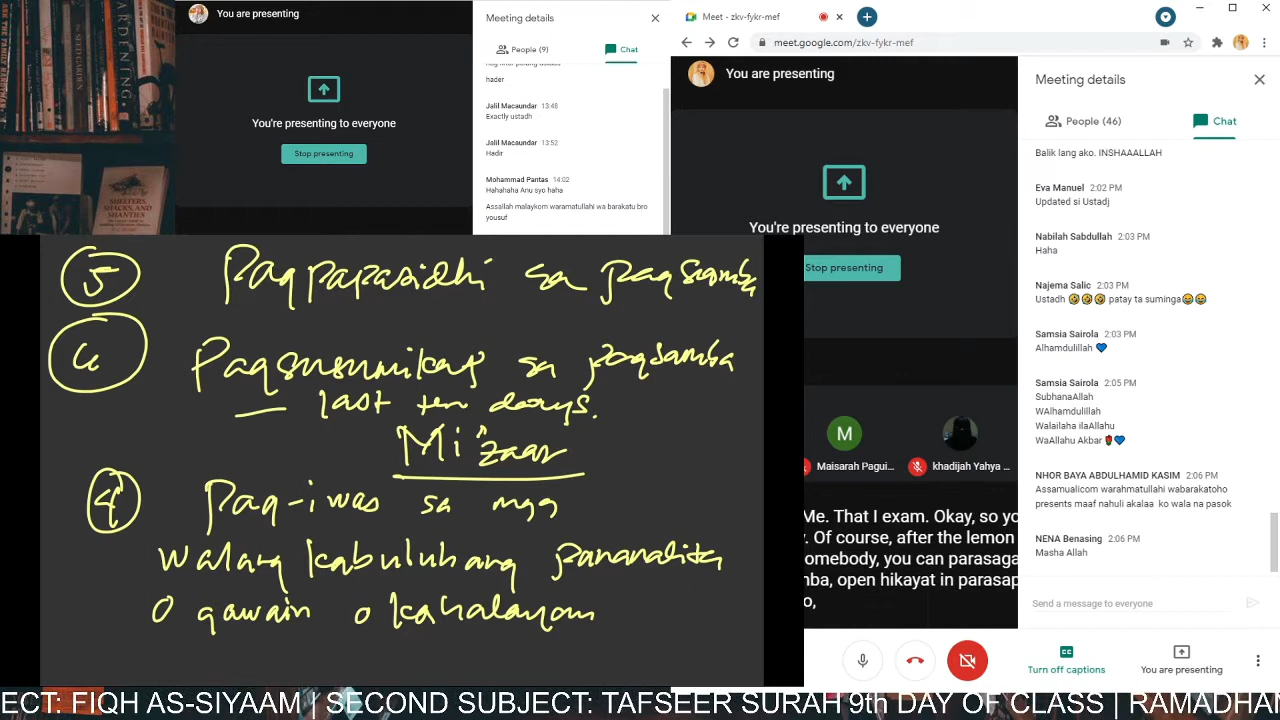 You are presenting
You're presenting to everyone
Stop presenting
Meeting details
People (9)
Chat
hader
Jalil Macaundar 13:48
Exactly ustadh
Jalil Macaundar 13:52
Hadir
Mohammad Pantas 14:02
Hahahaha Anu syo haha
Assa!lah malaykom waramatullahi wa barakatu bro
yousuf
Meet - zkv-fykr-mef
meet.google.com/zkv-fykr-mef
You are presenting
You're presenting to everyone
Stop presenting
M
Maisarah Pagui...
khadijah Yahya ...
Me. That I exam. Okay, so yo
y. Of course, after the lemon
omebody, you can parasaga
mba, open hikayat in parasap
o,
Meeting details
People (46)
Chat
Balik lang ako. INSHAAALLAH
Eva Manuel 2:02 PM
Updated si Ustadj
Nabilah Sabdullah 2:03 PM
Haha
Najema Salic 2:03 PM
Ustadh 🤣🤣🤣 patay ta suminga😂😂
Samsia Sairola 2:03 PM
Alhamdulillah 💙
Samsia Sairola 2:05 PM
SubhanaAllah
WAlhamdulillah
Walailaha ilaAllahu
WaAllahu Akbar 🌹💙
NHOR BAYA ABDULHAMID KASIM 2:06 PM
Assamualicom warahmatullahi wabarakatoho
presents maaf nahuli akalaa ko wala na pasok
NENA Benasing 2:06 PM
Masha Allah
Send a message to everyone
Turn off captions
You are presenting
5 Pagpapasidhi sa pagsamba
Pagsusumikap sa pagsamba
last ten days.
Mi'zaar
4 Pag-iwas sa mga
walang kabuluhang pananalita
o gawain o kahalayan
SHELTERS,
SHACKS, AND
SHANTIES
ECT: FIQH AS-SIYAAM | SECOND SUBJECT: TAFSEER SURAH 9th DAY OF CLASS | RAMADHA